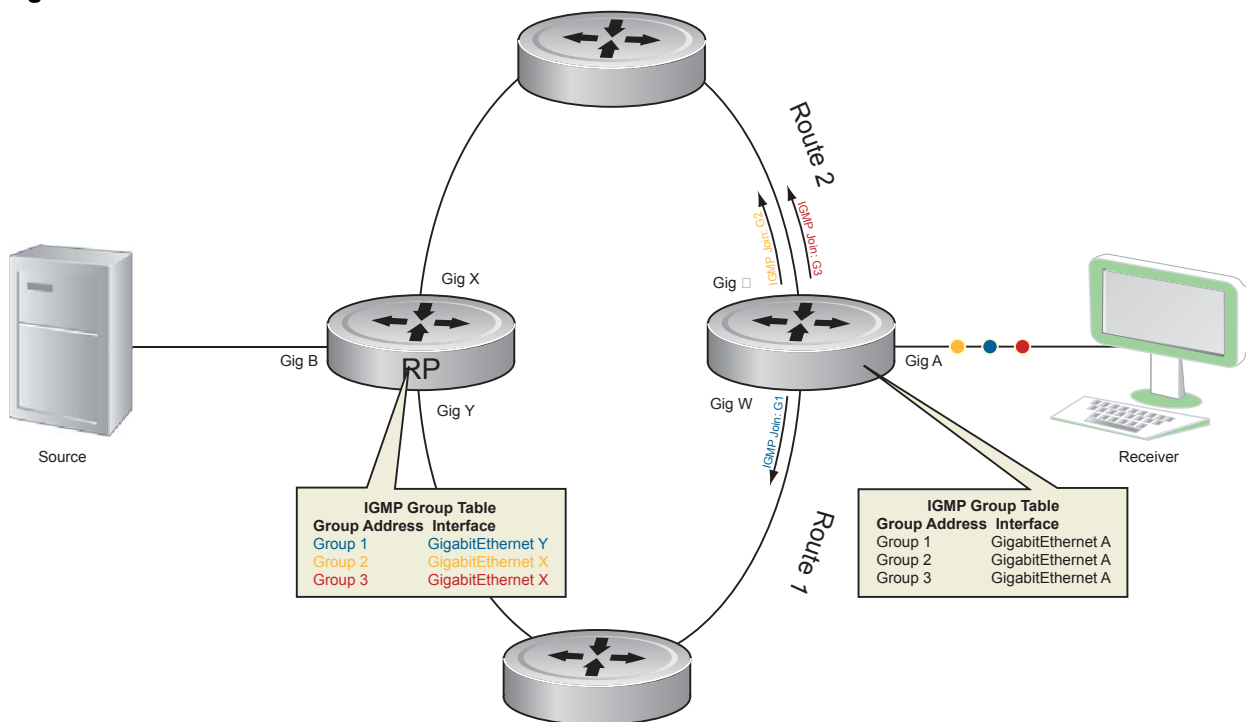 Route 2
IGMP Join: G2
IGMP Join: G3
Gig X
Gig □
Gig B
RP
Gig A
Gig Y
Gig W
IGMP Join: G1
Source
Receiver
IGMP Group Table
Group Address Interface
Group 1 GigabitEthernet Y
Group 2 GigabitEthernet X
Group 3 GigabitEthernet X
Route 1
IGMP Group Table
Group Address Interface
Group 1 GigabitEthernet A
Group 2 GigabitEthernet A
Group 3 GigabitEthernet A